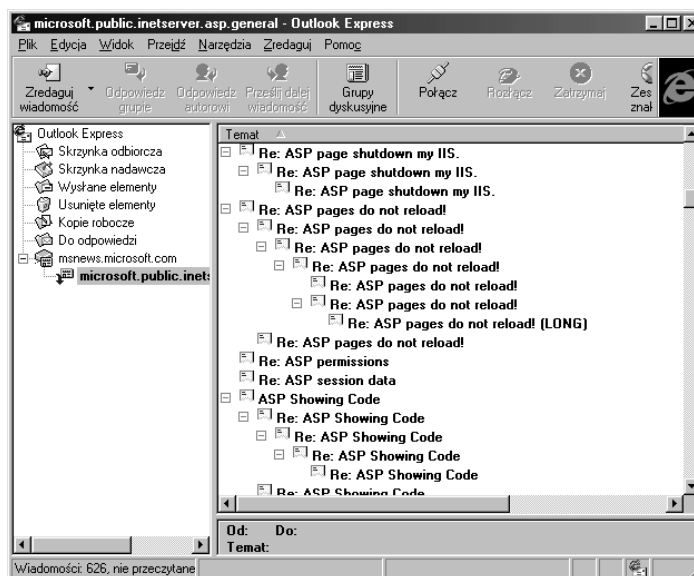 microsoft.public.inetserver.asp.general - Outlook Express
Plik Edycja Widok Przejdź Narzędzia Zredaguj Pomoc
Zredaguj wiadomość
Odpowiedz grupie
Odpowiedz autorowi
Prześlij dalej wiadomość
Grupy dyskusyjne
Połącz
Rozłącz
Zatrzymaj
Zes znal
Outlook Express
Skrzynka odbiorcza
Skrzynka nadawcza
Wysłane elementy
Usunięte elementy
Kopie robocze
Do odpowiedzi
msnews.microsoft.com
microsoft.public.inets
Temat
Re: ASP page shutdown my IIS.
Re: ASP page shutdown my IIS.
Re: ASP page shutdown my IIS.
Re: ASP pages do not reload!
Re: ASP pages do not reload!
Re: ASP pages do not reload!
Re: ASP pages do not reload!
Re: ASP pages do not reload!
Re: ASP pages do not reload!
Re: ASP pages do not reload! (LONG)
Re: ASP pages do not reload!
Re: ASP permissions
Re: ASP session data
ASP Showing Code
Re: ASP Showing Code
Re: ASP Showing Code
Re: ASP Showing Code
Re: ASP Showing Code
Re: ASP Showing Code
Od: Do:
Temat:
Wiadomości: 626, nie przeczytane